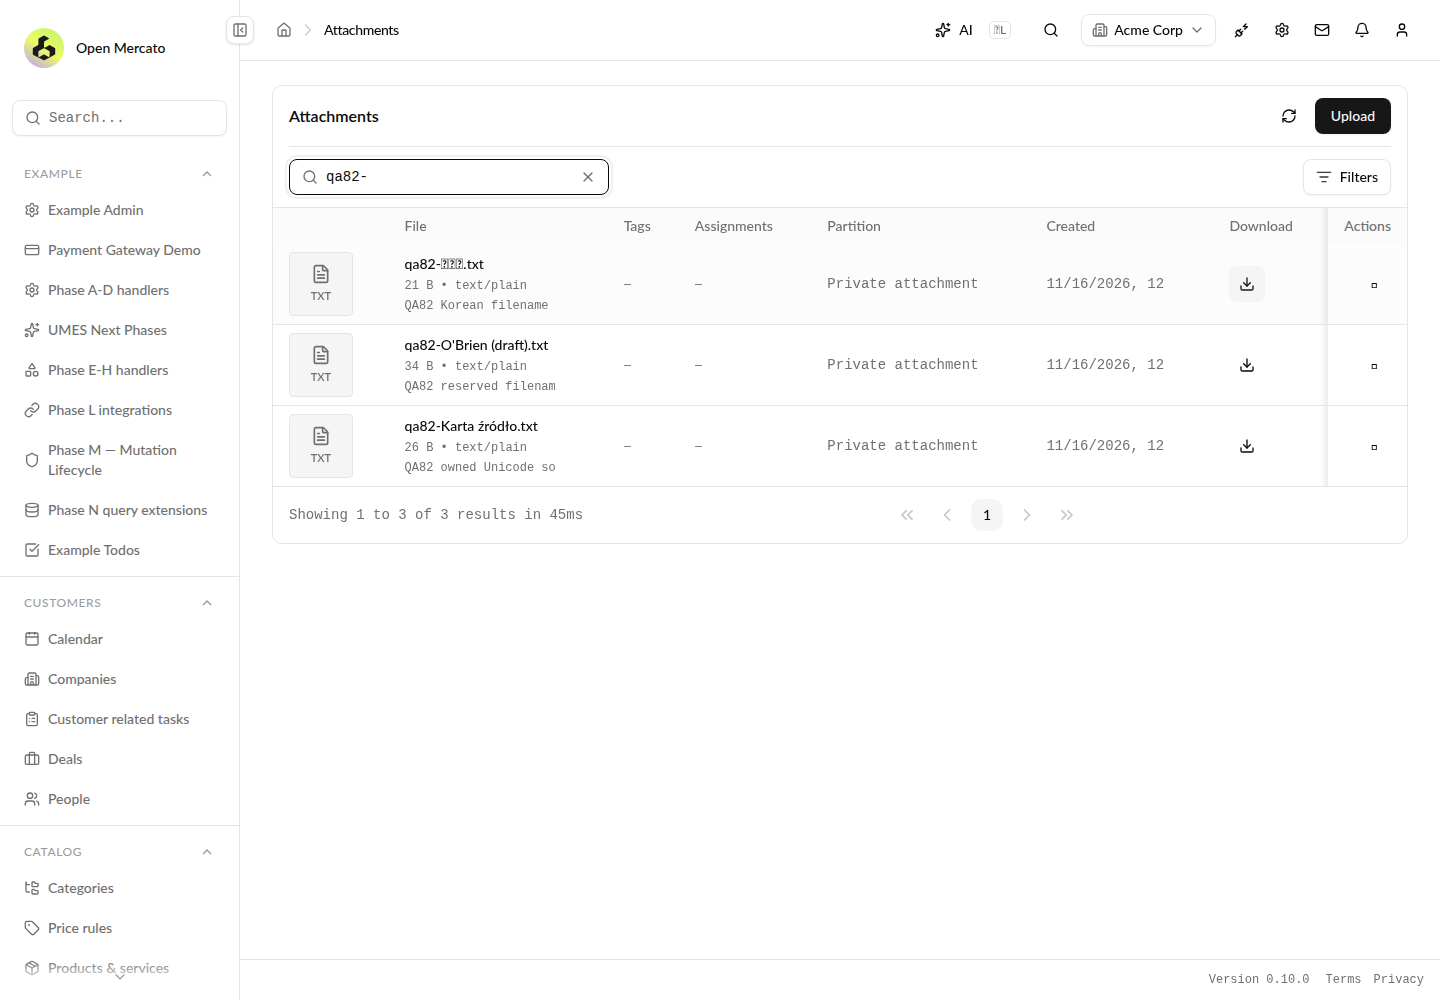 Open Mercato
Attachments
AI
L
Acme Corp
Search...
EXAMPLE
Example Admin
Payment Gateway Demo
Phase A-D handlers
UMES Next Phases
Phase E-H handlers
Phase L integrations
Phase M — Mutation
Lifecycle
Phase N query extensions
Example Todos
CUSTOMERS
Calendar
Companies
Customer related tasks
Deals
People
CATALOG
Categories
Price rules
Products & services
Attachments
Upload
qa82-
Filters
File Tags Assignments Partition Created Download Actions
TXT
qa82-.txt
21 B • text/plain
QA82 Korean filename
— — Private attachment 11/16/2026, 12
TXT
qa82-O'Brien (draft).txt
34 B • text/plain
QA82 reserved filenam
— — Private attachment 11/16/2026, 12
TXT
qa82-Karta źródło.txt
26 B • text/plain
QA82 owned Unicode so
— — Private attachment 11/16/2026, 12
Showing 1 to 3 of 3 results in 45ms
1
Version 0.10.0 Terms Privacy